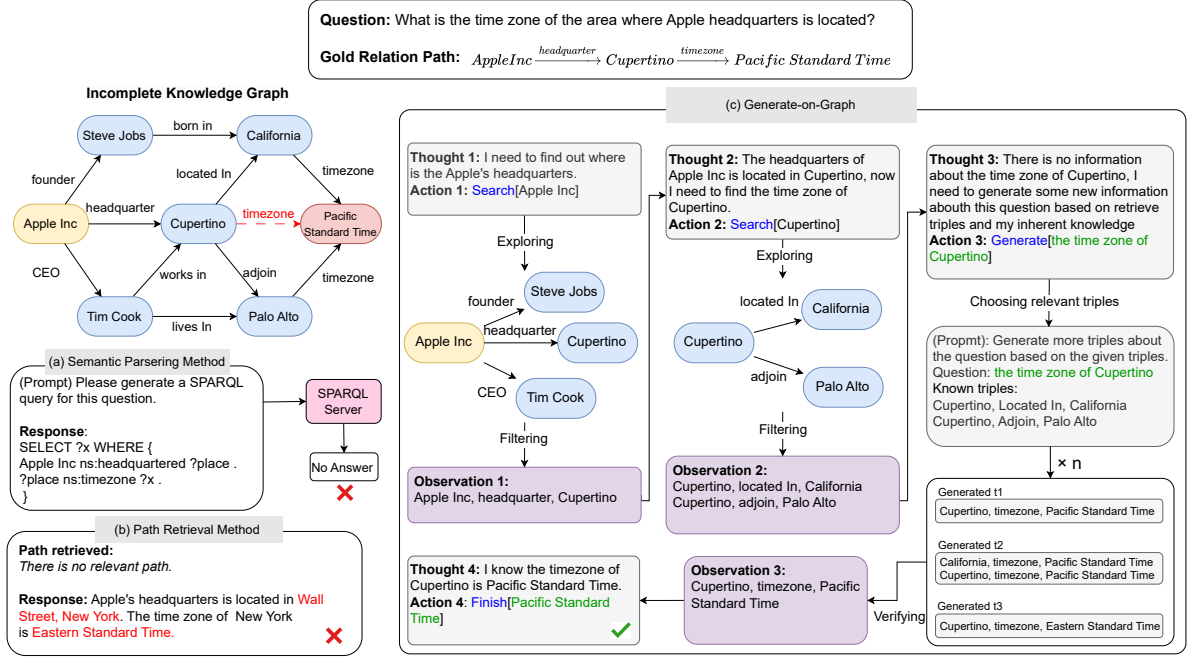 Question: What is the time zone of the area where Apple headquarters is located?
Gold Relation Path: AppleInc headquarter Cupertino timezone Pacific Standard Time
Incomplete Knowledge Graph
Steve Jobs
born in
California
founder
located In
timezone
Apple Inc
headquarter
Cupertino
timezone
Pacific
Standard Time
CEO
works in
adjoin
timezone
Tim Cook
lives In
Palo Alto
(a) Semantic Parsering Method
(Prompt) Please generate a SPARQL
query for this question.
Response:
SELECT ?x WHERE {
Apple Inc ns:headquartered ?place .
?place ns:timezone ?x .
}
SPARQL
Server
No Answer
(b) Path Retrieval Method
Path retrieved:
There is no relevant path.
Response: Apple's headquarters is located in Wall
Street, New York. The time zone of New York
is Eastern Standard Time.
(c) Generate-on-Graph
Thought 1: I need to find out where
is the Apple's headquarters.
Action 1: Search[Apple Inc]
Exploring
founder
Steve Jobs
Apple Inc
headquarter
Cupertino
CEO
Tim Cook
Filtering
Observation 1:
Apple Inc, headquarter, Cupertino
Thought 2: The headquarters of
Apple Inc is located in Cupertino, now
I need to find the time zone of
Cupertino.
Action 2: Search[Cupertino]
Exploring
located In
California
Cupertino
adjoin
Palo Alto
Filtering
Observation 2:
Cupertino, located In, California
Cupertino, adjoin, Palo Alto
Thought 3: There is no information
about the time zone of Cupertino, I
need to generate some new information
abouth this question based on retrieve
triples and my inherent knowledge
Action 3: Generate[the time zone of
Cupertino]
Choosing relevant triples
(Propmt): Generate more triples about
the question based on the given triples.
Question: the time zone of Cupertino
Known triples:
Cupertino, Located In, California
Cupertino, Adjoin, Palo Alto
× n
Generated t1
Cupertino, timezone, Pacific Standard Time
Generated t2
California, timezone, Pacific Standard Time
Cupertino, timezone, Pacific Standard Time
Generated t3
Cupertino, timezone, Eastern Standard Time
Verifying
Observation 3:
Cupertino, timezone, Pacific
Standard Time
Thought 4: I know the timezone of
Cupertino is Pacific Standard Time.
Action 4: Finish[Pacific Standard
Time]